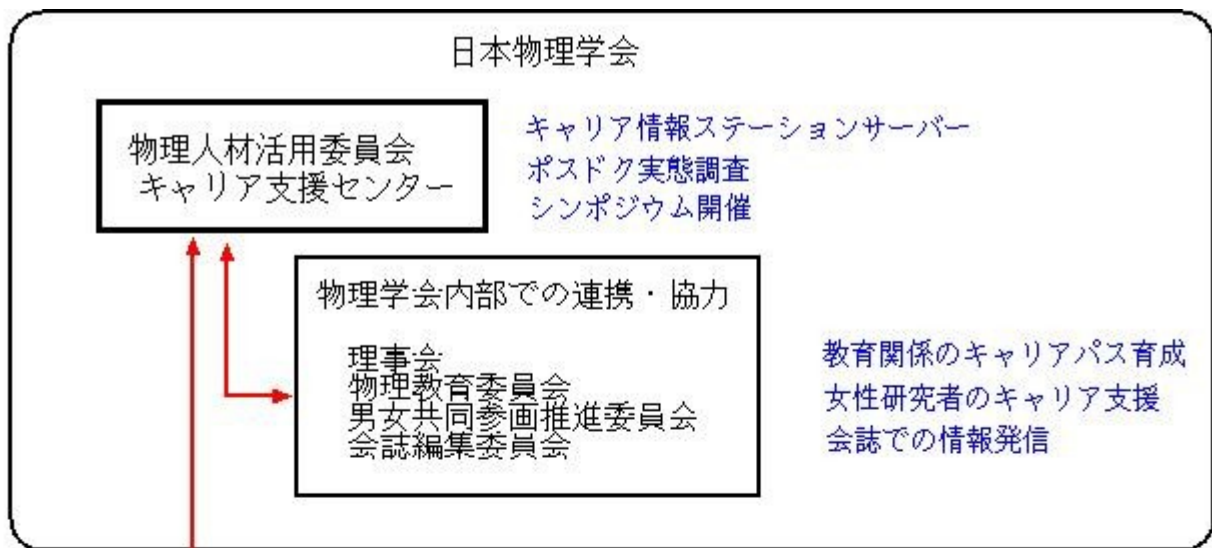 日本物理学会
物理人材活用委員会
キャリア支援センター
キャリア情報ステーションサーバー
ポスドク実態調査
シンポジウム開催
物理学会内部での連携・協力
理事会
物理教育委員会
男女共同参画推進委員会
会誌編集委員会
教育関係のキャリアパス育成
女性研究者のキャリア支援
会誌での情報発信